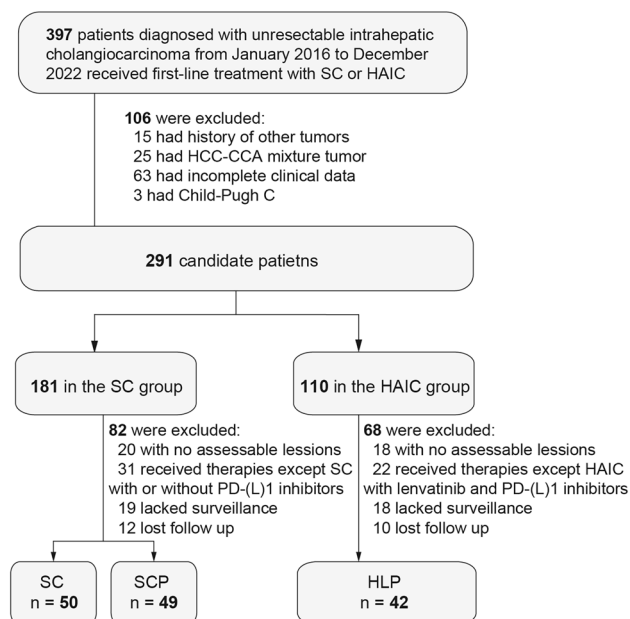 397 patients diagnosed with unresectable intrahepatic
cholangiocarcinoma from January 2016 to December
2022 received first-line treatment with SC or HAIC
106 were excluded:
15 had history of other tumors
25 had HCC-CCA mixture tumor
63 had incomplete clinical data
3 had Child-Pugh C
291 candidate patietns
181 in the SC group
110 in the HAIC group
82 were excluded:
20 with no assessable lessions
31 received therapies except SC
with or without PD-(L)1 inhibitors
19 lacked surveillance
12 lost follow up
68 were excluded:
18 with no assessable lessions
22 received therapies except HAIC
with lenvatinib and PD-(L)1 inhibitors
18 lacked surveillance
10 lost follow up
SC
n = 50
SCP
n = 49
HLP
n = 42